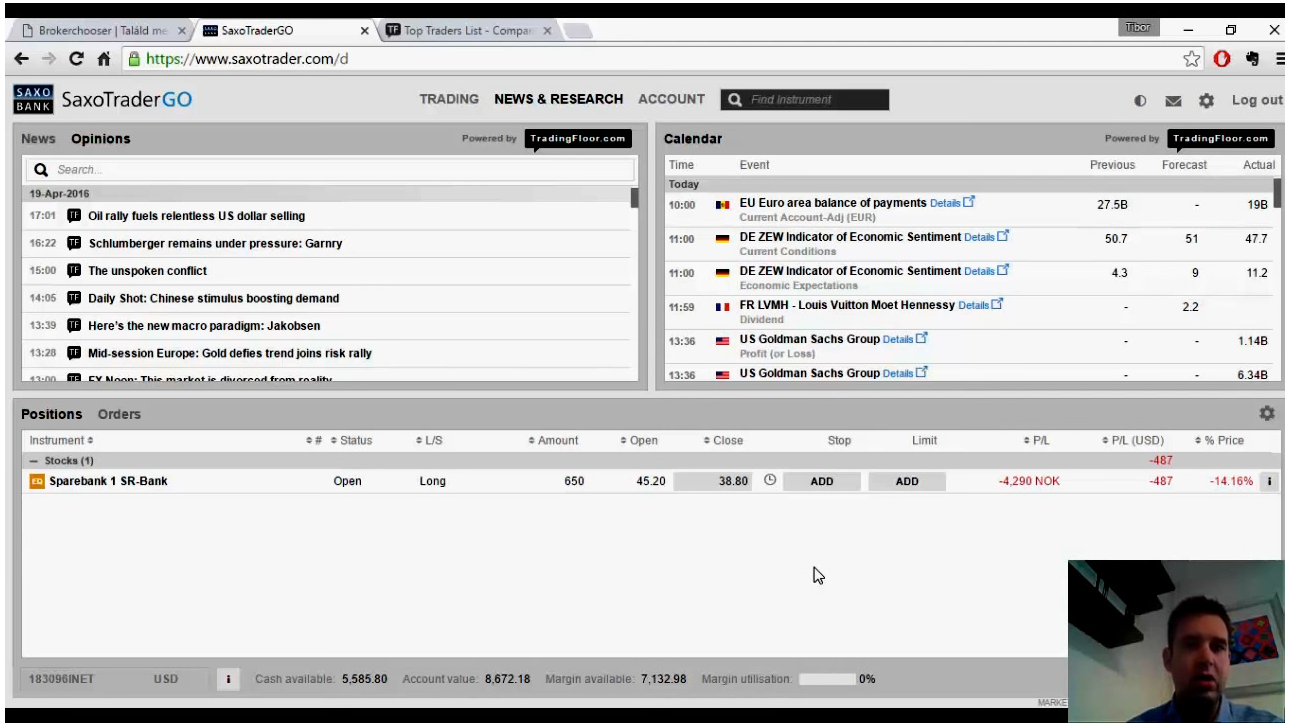 Brokerchooser | Találd me
SaxoTraderGO
Top Traders List - Compa
Tibor
https://www.saxotrader.com/d
SAXO BANK
SaxoTraderGO
TRADING NEWS & RESEARCH ACCOUNT
Find Instrument
Log out
News Opinions
Powered by TradingFloor.com
Search...
19-Apr-2016
17:01 TF Oil rally fuels relentless US dollar selling
16:22 TF Schlumberger remains under pressure: Garnry
15:00 TF The unspoken conflict
14:05 TF Daily Shot: Chinese stimulus boosting demand
13:39 TF Here's the new macro paradigm: Jakobsen
13:28 TF Mid-session Europe: Gold defies trend joins risk rally
13:00 TF FX Noon: This market is divorced from reality
Calendar
Powered by TradingFloor.com
Time Event Previous Forecast Actual
Today
10:00 EU Euro area balance of payments Details 27.5B - 19B
Current Account-Adj (EUR)
11:00 DE ZEW Indicator of Economic Sentiment Details 50.7 51 47.7
Current Conditions
11:00 DE ZEW Indicator of Economic Sentiment Details 4.3 9 11.2
Economic Expectations
11:59 FR LVMH - Louis Vuitton Moet Hennessy Details - 2.2
Dividend
13:36 US Goldman Sachs Group Details - - 1.14B
Profit (or Loss)
13:36 US Goldman Sachs Group Details - - 6.34B
Positions Orders
Instrument # Status L/S Amount Open Close Stop Limit P/L P/L (USD) % Price
– Stocks (1) -487
EQ Sparebank 1 SR-Bank Open Long 650 45.20 38.80 ADD ADD -4,290 NOK -487 -14.16% i
183096INET USD i Cash available: 5,585.80 Account value: 8,672.18 Margin available: 7,132.98 Margin utilisation: 0%
MARKE